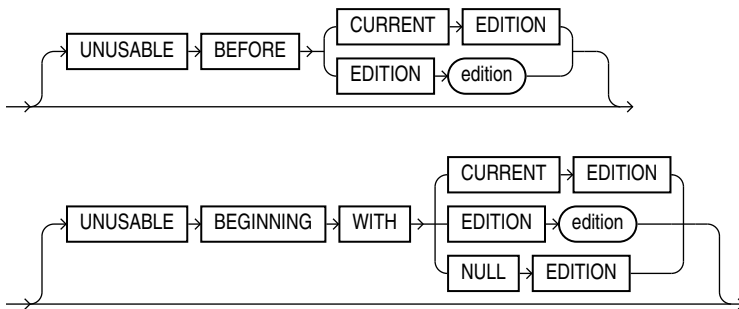 CURRENT EDITION
UNUSABLE BEFORE
EDITION edition
CURRENT EDITION
UNUSABLE BEGINNING WITH EDITION edition
NULL EDITION